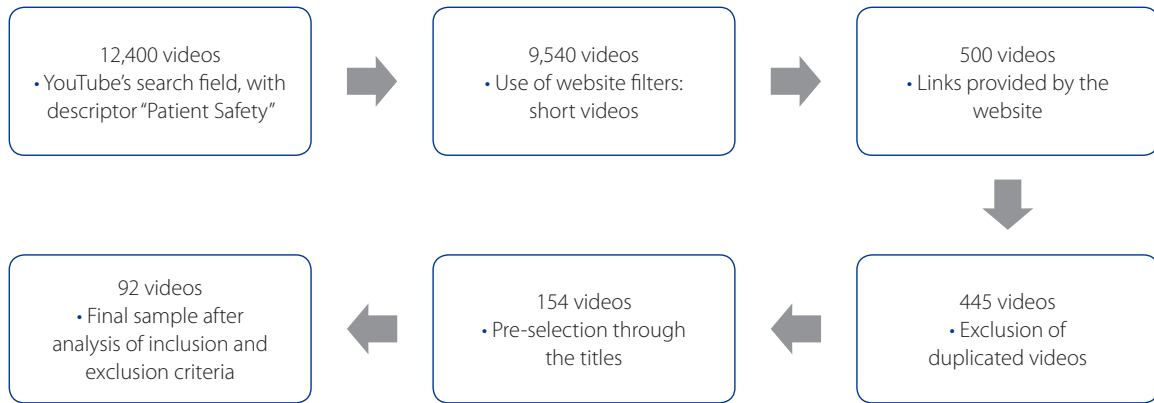 12,400 videos
• YouTube's search field, with
descriptor "Patient Safety"
9,540 videos
• Use of website filters:
short videos
500 videos
• Links provided by the
website
445 videos
• Exclusion of
duplicated videos
154 videos
• Pre-selection through
the titles
92 videos
• Final sample after
analysis of inclusion and
exclusion criteria